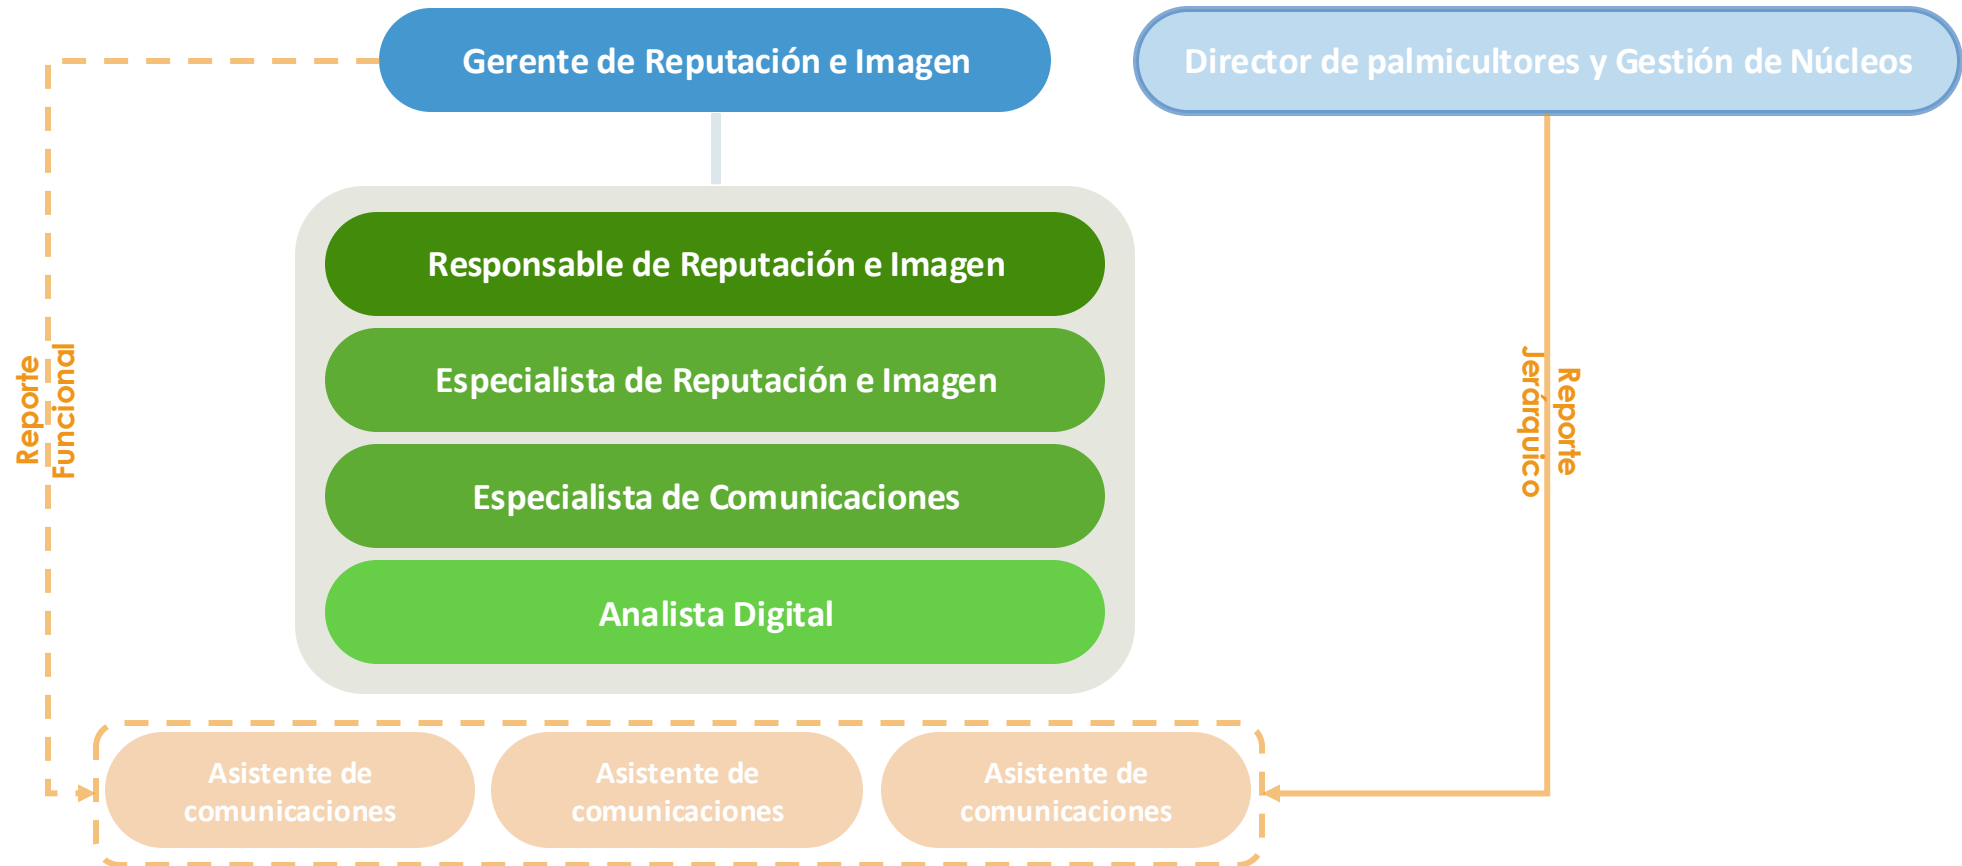 Gerente de Reputación e Imagen
Director de palmicultores y Gestión de Núcleos
Responsable de Reputación e Imagen
Especialista de Reputación e Imagen
Especialista de Comunicaciones
Analista Digital
Reporte
Funcional
Reporte
Jerárquico
Asistente de
comunicaciones
Asistente de
comunicaciones
Asistente de
comunicaciones